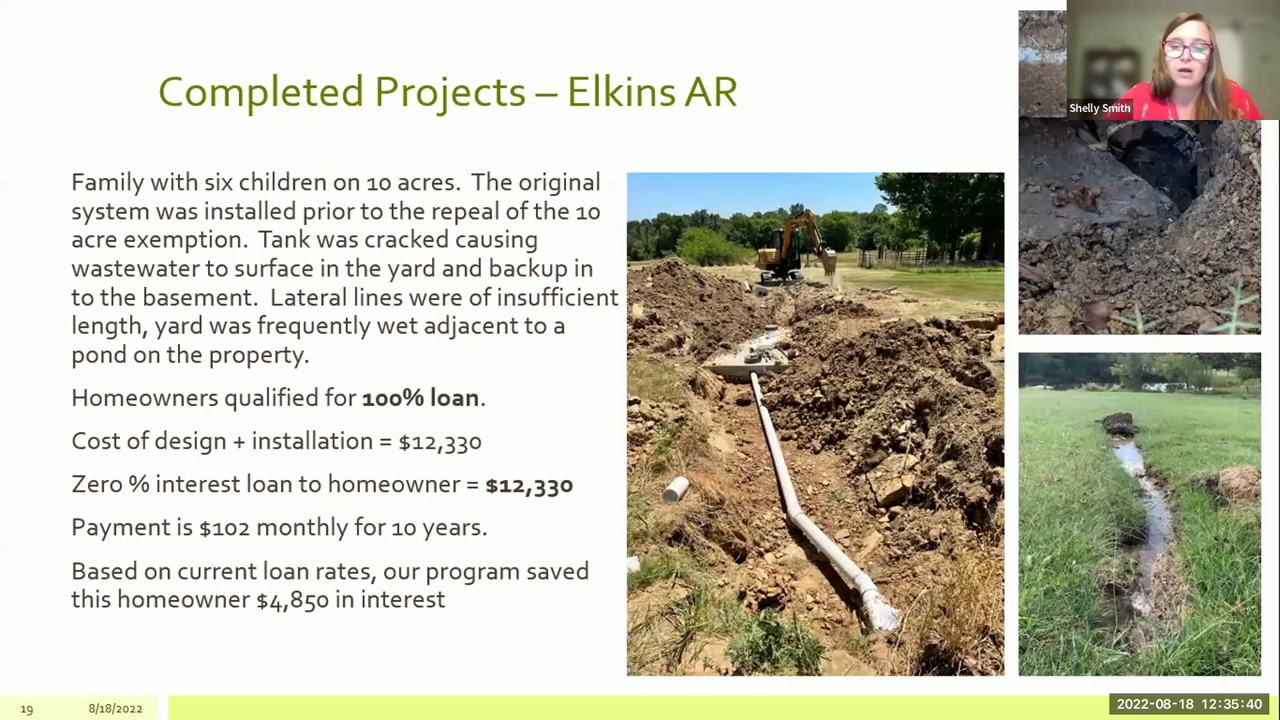 Completed Projects – Elkins AR
Shelly Smith
Family with six children on 10 acres. The original
system was installed prior to the repeal of the 10
acre exemption. Tank was cracked causing
wastewater to surface in the yard and backup in
to the basement. Lateral lines were of insufficient
length, yard was frequently wet adjacent to a
pond on the property.
Homeowners qualified for 100% loan.
Cost of design + installation = $12,330
Zero % interest loan to homeowner = $12,330
Payment is $102 monthly for 10 years.
Based on current loan rates, our program saved
this homeowner $4,850 in interest
19 8/18/2022
2022-08-18 12:35:40